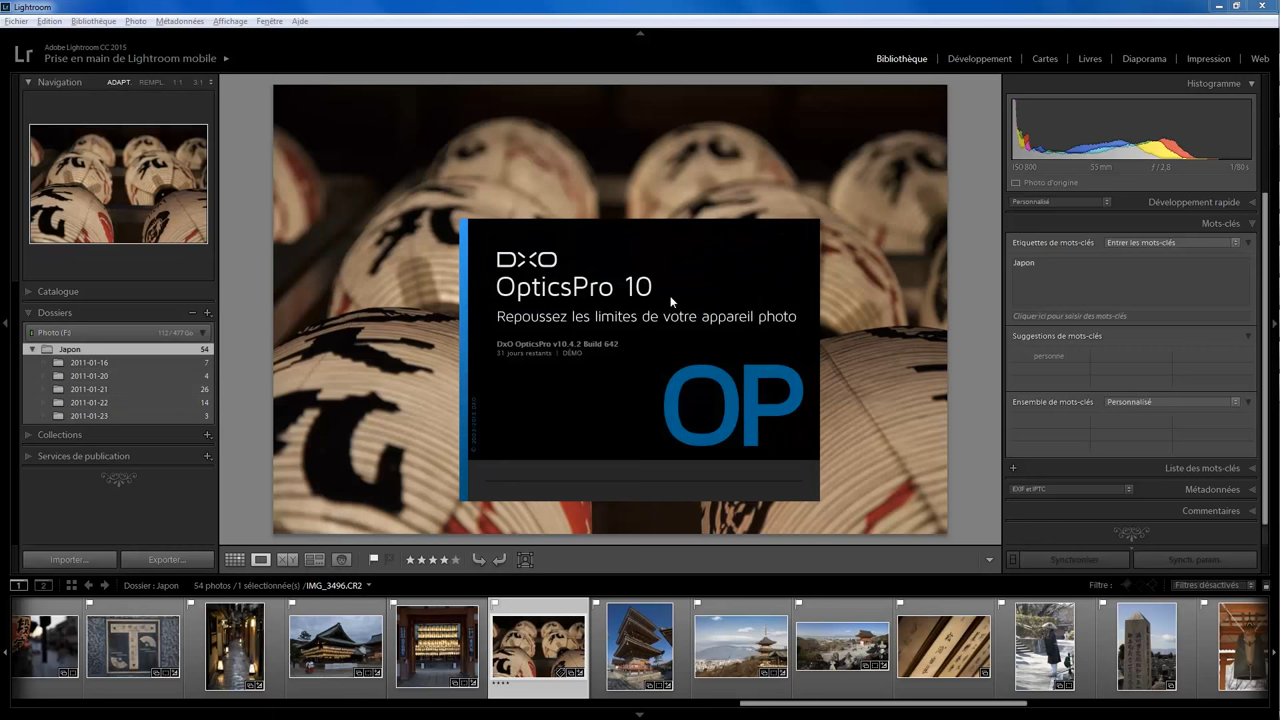 Lightroom
Fichier Edition Bibliothèque Photo Métadonnées Affichage Fenêtre Aide
Lr
Adobe Lightroom CC 2015
Prise en main de Lightroom mobile
Bibliothèque Développement Cartes Livres Diaporama Impression Web
Navigation ADAPT. REMPL. 1:1 3:1
Histogramme
ISO 800 55 mm ƒ / 2,8 1/80s
Photo d'origine
Personnalisé Développement rapide
Mots-clés
Etiquettes de mots-clés Entrer les mots-clés
Japon
Cliquer ici pour saisir des mots-clés
Suggestions de mots-clés
personne
Ensemble de mots-clés Personnalisé
Liste des mots-clés
EXIF et IPTC Métadonnées
Commentaires
Synchroniser Synch. param.
Catalogue
Dossiers
Photo (F:) 112 / 477 Go
Japon 54
2011-01-16 7
2011-01-20 4
2011-01-21 26
2011-01-22 14
2011-01-23 3
Collections
Services de publication
Importer... Exporter...
DXO
OpticsPro 10
Repoussez les limites de votre appareil photo
DxO OpticsPro v10.4.2 Build 642
31 jours restants | DÉMO
OP
1 2 Dossier : Japon 54 photos /1 sélectionnée(s) /IMG_3496.CR2
Filtre : Filtres désactivés